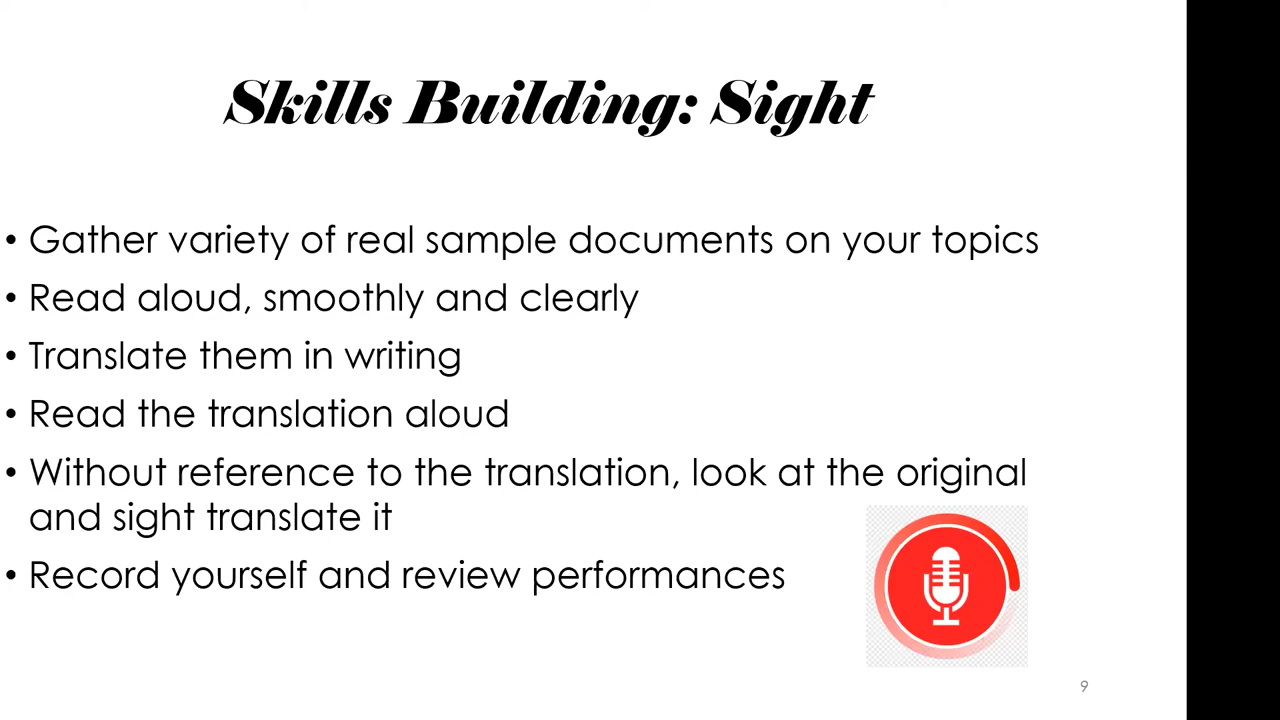 Skills Building: Sight
• Gather variety of real sample documents on your topics
• Read aloud, smoothly and clearly
• Translate them in writing
• Read the translation aloud
• Without reference to the translation, look at the original
and sight translate it
• Record yourself and review performances
9